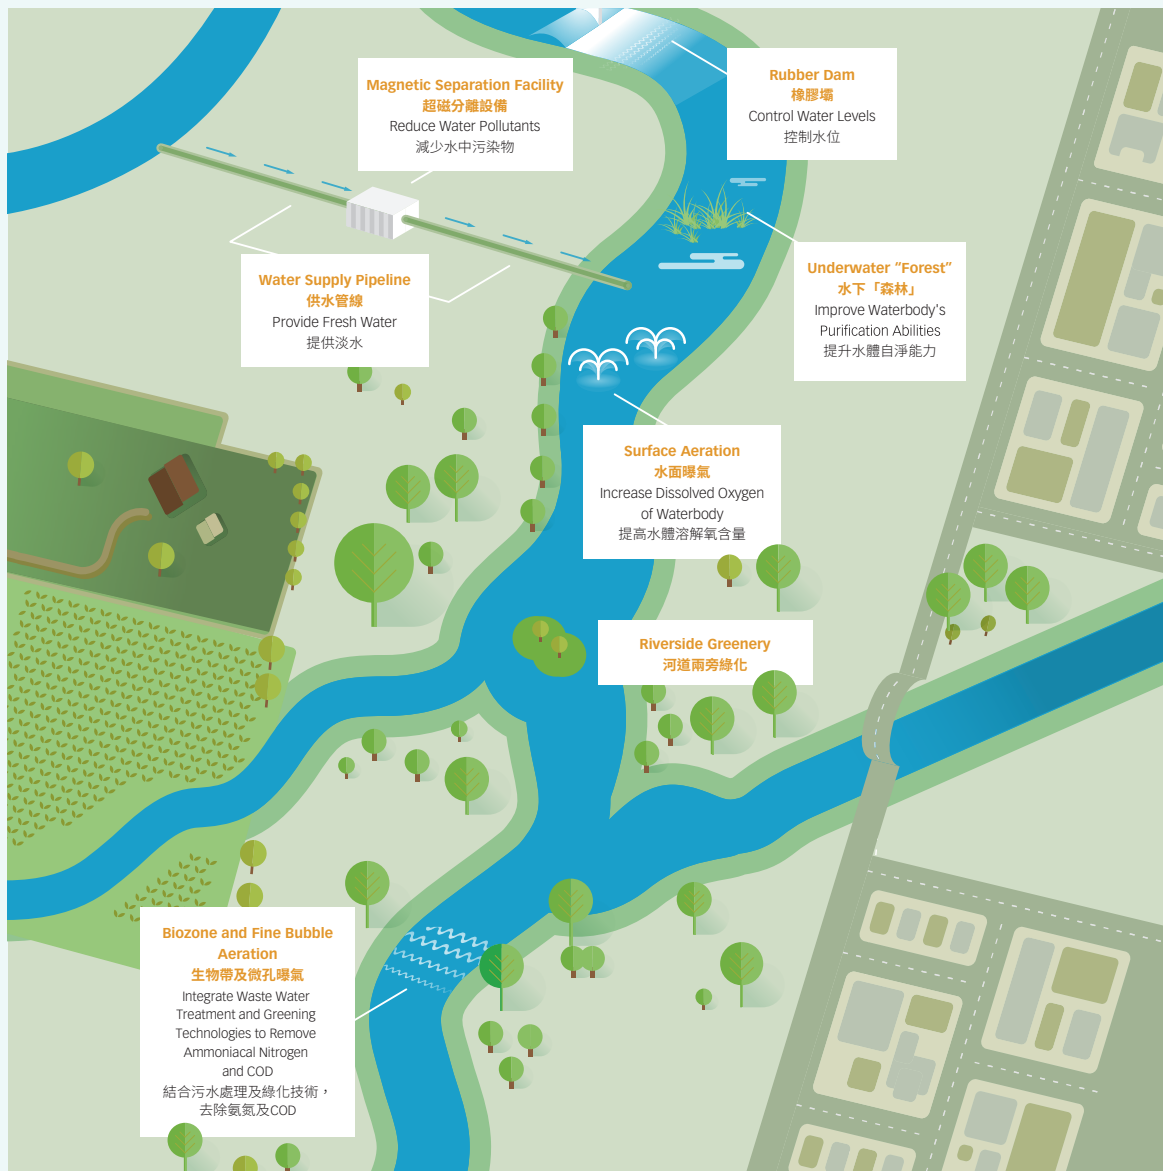 Magnetic Separation Facility
超磁分離設備
Reduce Water Pollutants
減少水中污染物
Rubber Dam
橡膠壩
Control Water Levels
控制水位
Water Supply Pipeline
供水管線
Provide Fresh Water
提供淡水
Underwater “Forest”
水下「森林」
Improve Waterbody's
Purification Abilities
提升水體自淨能力
Surface Aeration
水面曝氣
Increase Dissolved Oxygen
of Waterbody
提高水體溶解氧含量
Riverside Greenery
河道兩旁綠化
Biozone and Fine Bubble
Aeration
生物帶及微孔曝氣
Integrate Waste Water
Treatment and Greening
Technologies to Remove
Ammoniacal Nitrogen
and COD
結合污水處理及綠化技術，
去除氨氮及COD